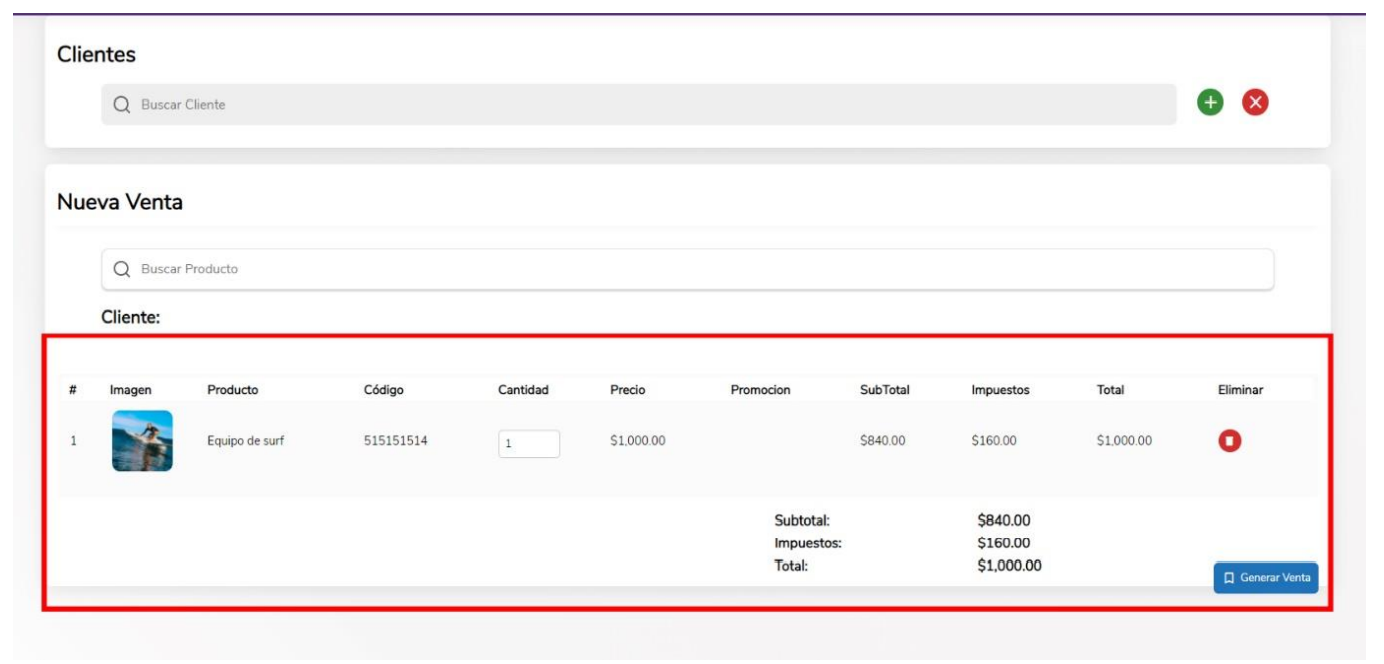 Clientes
Buscar Cliente
Nueva Venta
Buscar Producto
Cliente:
# Imagen Producto Código Cantidad Precio Promocion SubTotal Impuestos Total Eliminar
1 Equipo de surf 515151514 1 $1,000.00 $840.00 $160.00 $1,000.00
Subtotal: $840.00
Impuestos: $160.00
Total: $1,000.00
Generar Venta